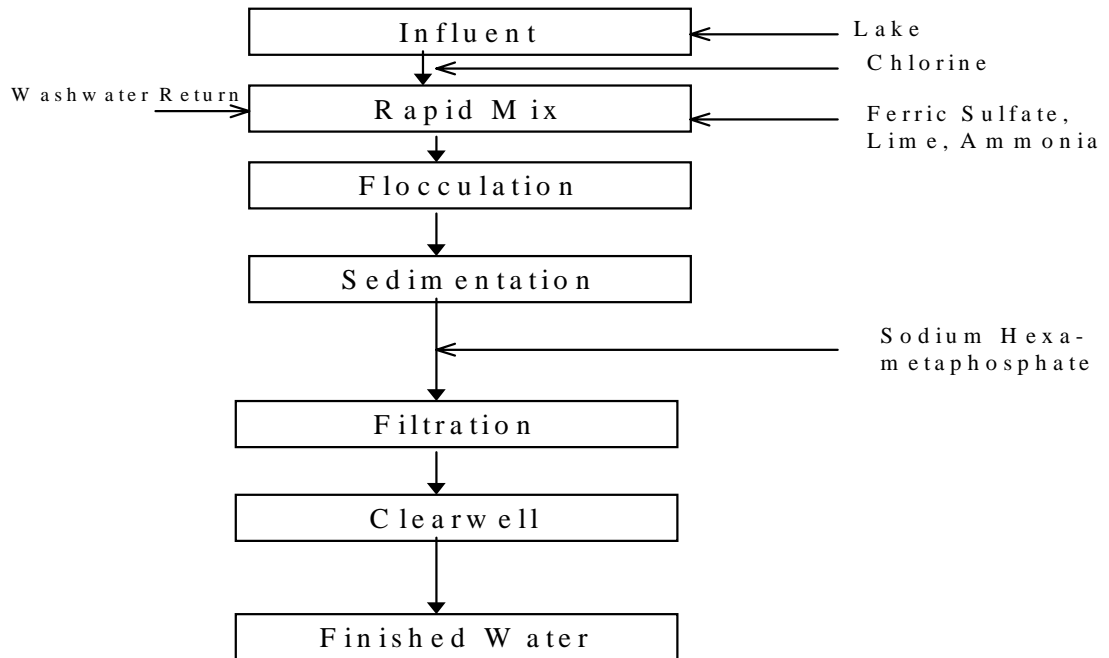 Influent
Lake
Chlorine
Washwater Return
Rapid Mix
Ferric Sulfate,
Lime, Ammonia
Flocculation
Sedimentation
Sodium Hexa-
metaphosphate
Filtration
Clearwell
Finished Water